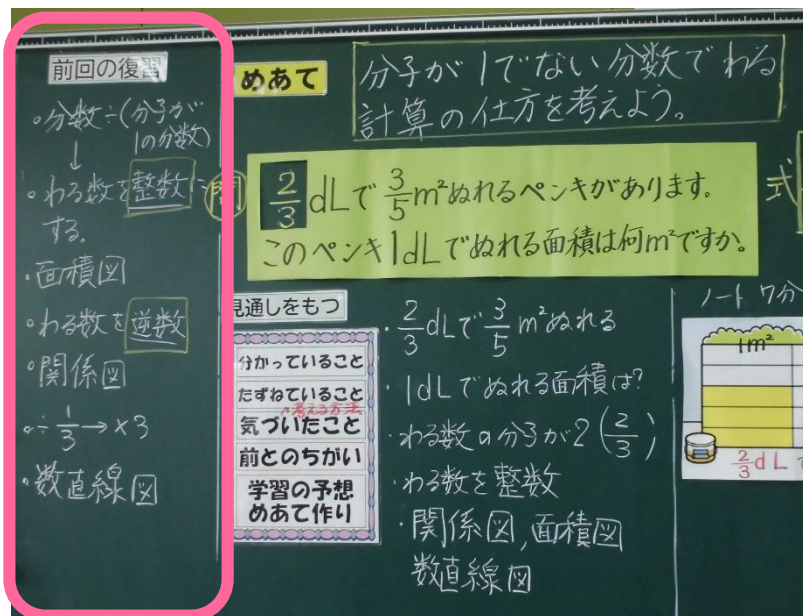 前回の復習
・分数÷(分子が
1の分数)
↓
・わる数を整数に
する。
・面積図
・わる数を逆数
・関係図
・÷1/3→×3
・数直線図
めあて
分子が1でない分数でわる
計算の仕方を考えよう。
問
2/3dLで3/5m²ぬれるペンキがあります。
このペンキ1dLでぬれる面積は何m²ですか。
式
見通しをもつ
分かっていること
たずねていること
考える方法
気づいたこと
前とのちがい
学習の予想
めあて作り
・2/3dLで3/5m²ぬれる
・1dLでぬれる面積は?
・わる数の分子が2(2/3)
・わる数を整数
・関係図,面積図
数直線図
ノート7分
1m²
2/3dL